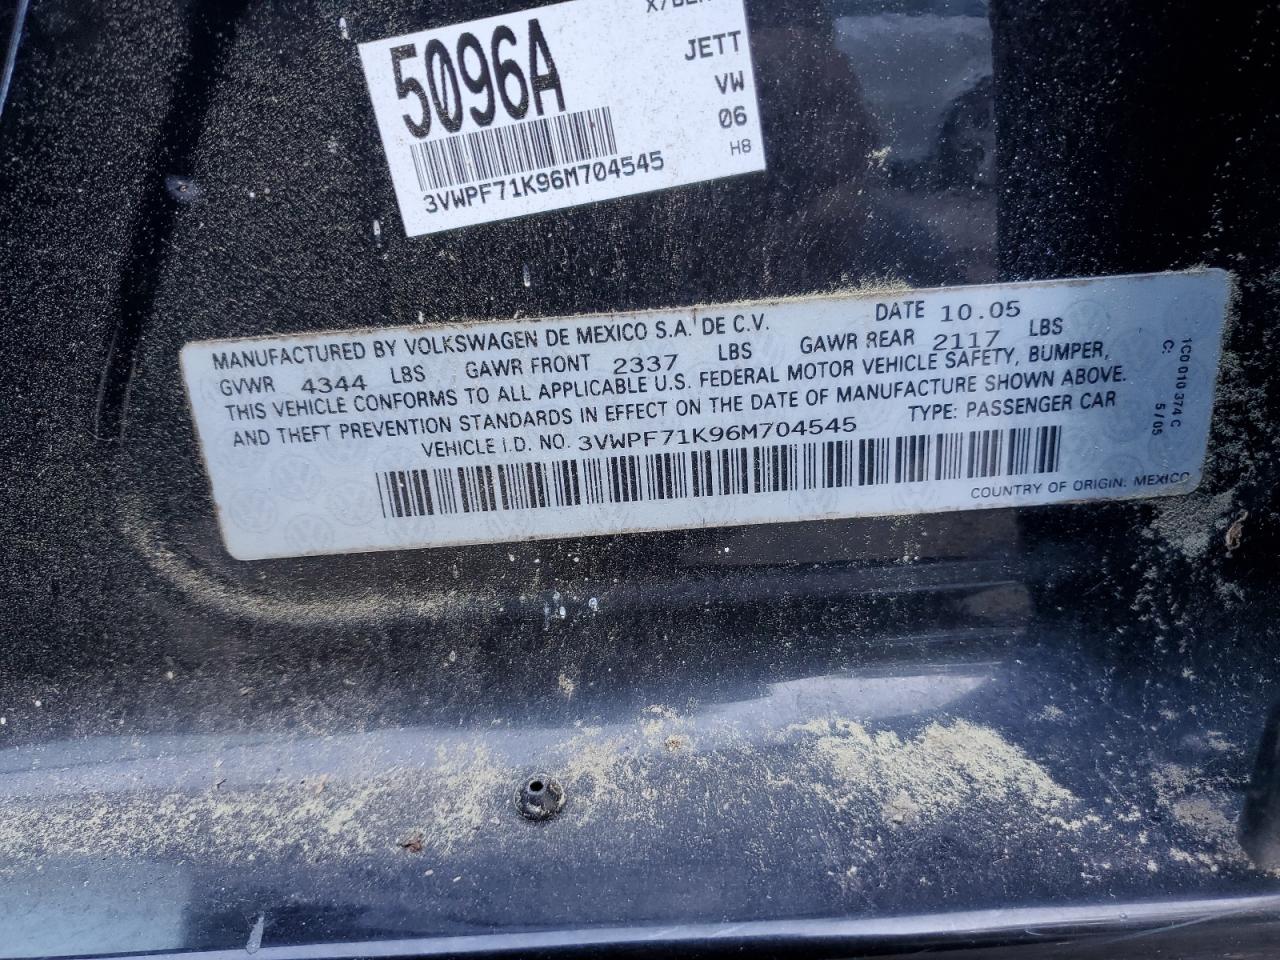 5096A
JETT
VW
06
H8
3VWPF71K96M704545
MANUFACTURED BY VOLKSWAGEN DE MEXICO S.A. DE C.V. DATE 10.05
GVWR 4344 LBS GAWR FRONT 2337 LBS GAWR REAR 2117 LBS
THIS VEHICLE CONFORMS TO ALL APPLICABLE U.S. FEDERAL MOTOR VEHICLE SAFETY, BUMPER,
AND THEFT PREVENTION STANDARDS IN EFFECT ON THE DATE OF MANUFACTURE SHOWN ABOVE.
VEHICLE I.D. NO. 3VWPF71K96M704545 TYPE: PASSENGER CAR
COUNTRY OF ORIGIN: MEXICO
1C0 010 374 C
C: 5/05